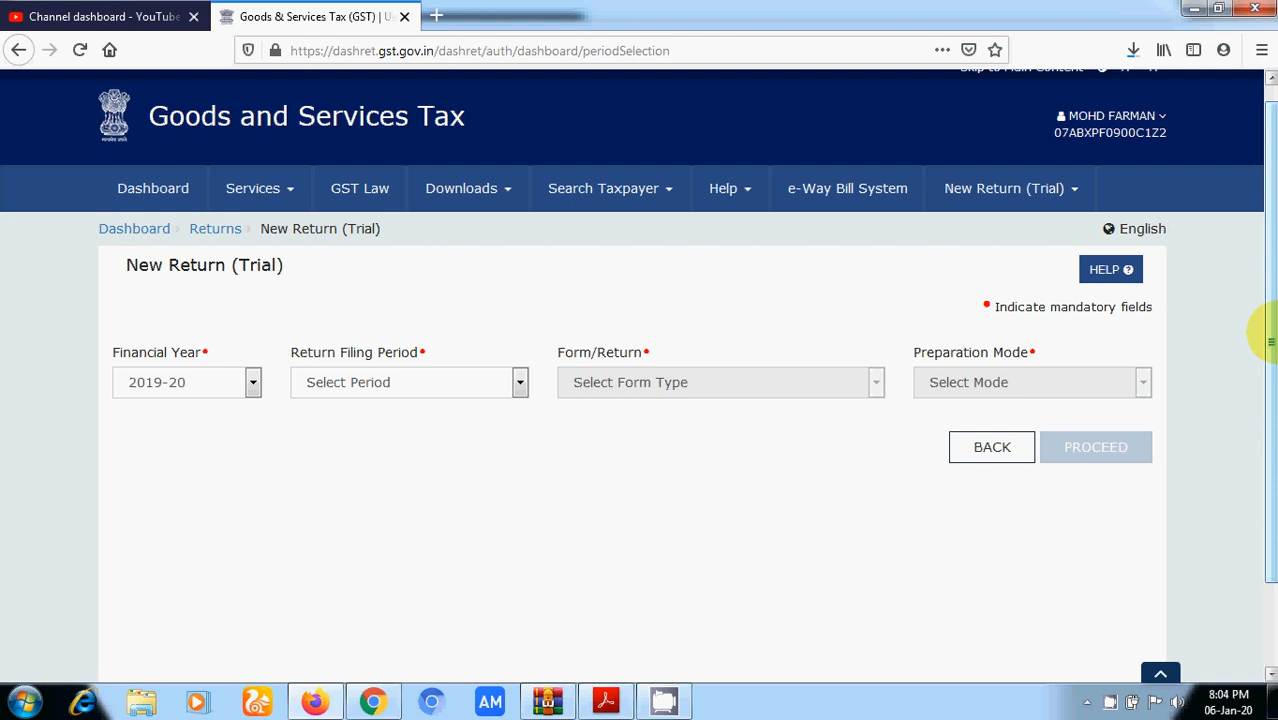 Channel dashboard - YouTube
Goods & Services Tax (GST) | U
https://dashret.gst.gov.in/dashret/auth/dashboard/periodSelection
Goods and Services Tax
MOHD FARMAN
07ABXPF0900C1Z2
Dashboard Services GST Law Downloads Search Taxpayer Help e-Way Bill System New Return (Trial)
Dashboard Returns New Return (Trial) English
New Return (Trial)
HELP
Indicate mandatory fields
Financial Year Return Filing Period Form/Return Preparation Mode
2019-20 Select Period Select Form Type Select Mode
BACK PROCEED
AM
8:04 PM
06-Jan-20